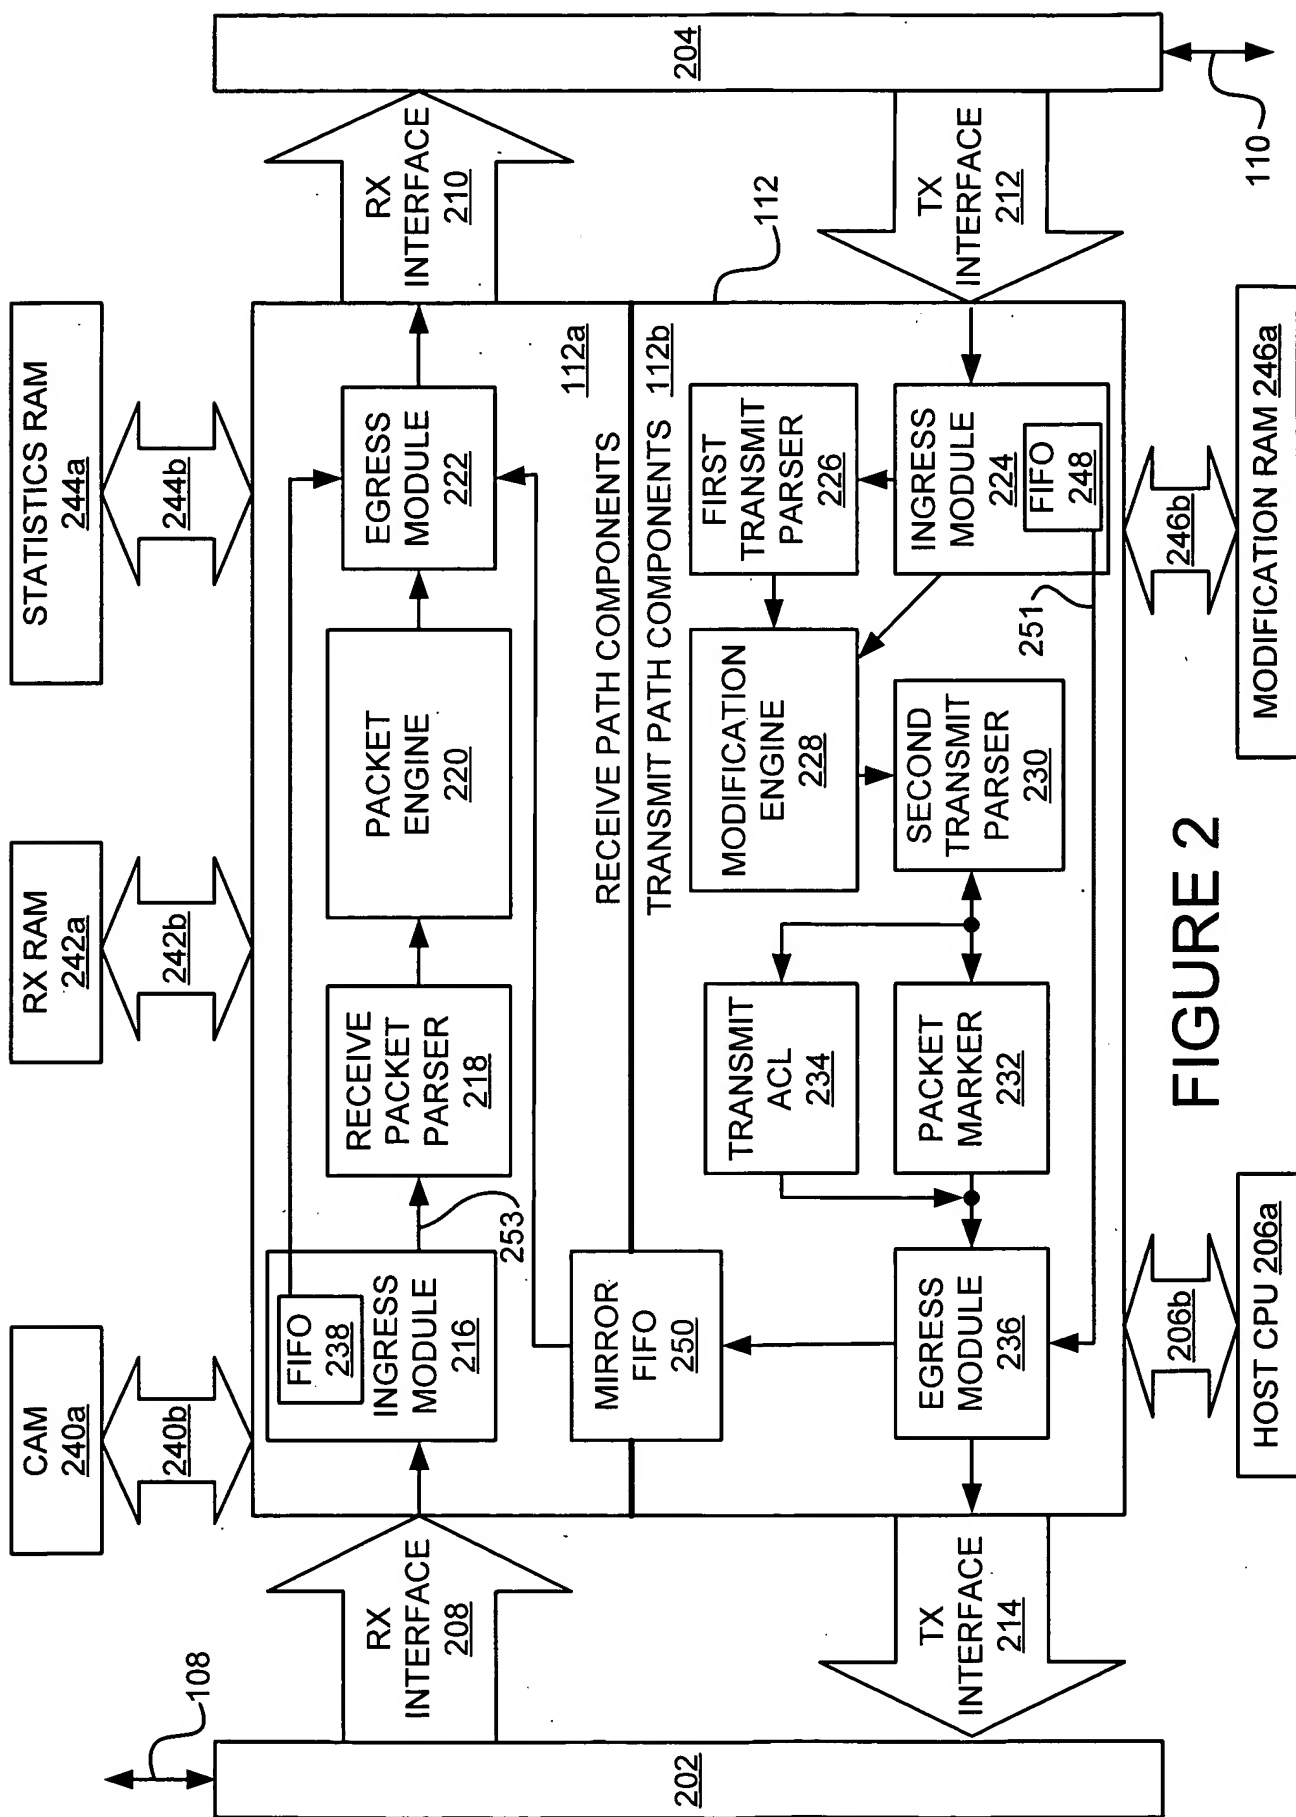 CAM
240a
RX RAM
242a
STATISTICS RAM
244a
240b
242b
244b
108
202
RX
INTERFACE
208
FIFO
238
INGRESS
MODULE
216
253
RECEIVE
PACKET
PARSER
218
PACKET
ENGINE
220
EGRESS
MODULE
222
RX
INTERFACE
210
204
RECEIVE PATH COMPONENTS 112a
TRANSMIT PATH COMPONENTS 112b
112
MIRROR
FIFO
250
TRANSMIT
ACL
234
MODIFICATION
ENGINE
228
FIRST
TRANSMIT
PARSER
226
TX
INTERFACE
214
EGRESS
MODULE
236
PACKET
MARKER
232
SECOND
TRANSMIT
PARSER
230
INGRESS
MODULE
224
FIFO
248
TX
INTERFACE
212
251
110
206b
246b
HOST CPU 206a
MODIFICATION RAM 246a
FIGURE 2